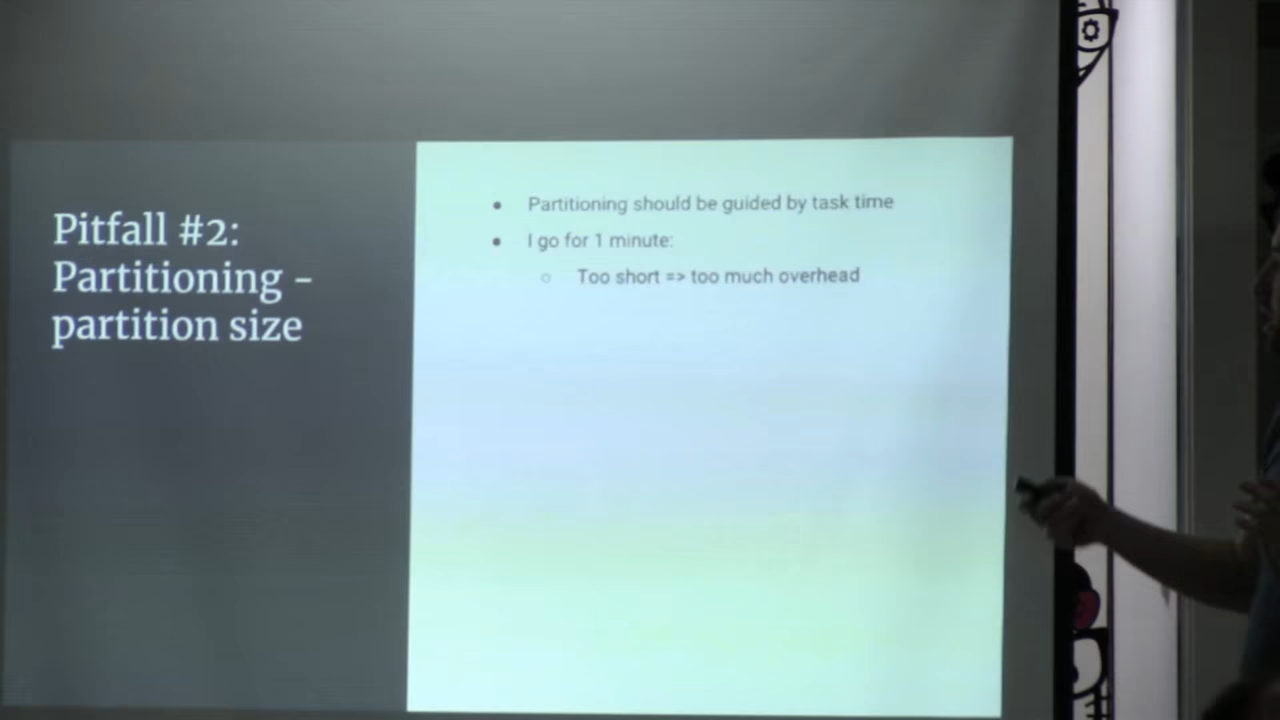 Pitfall #2:
Partitioning -
partition size
• Partitioning should be guided by task time
• I go for 1 minute:
○ Too short => too much overhead